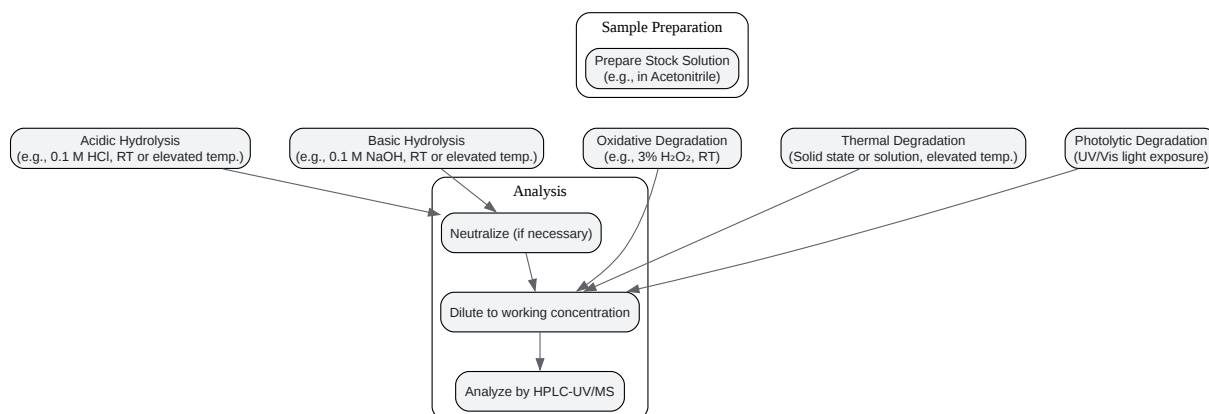 Sample Preparation
Prepare Stock Solution
(e.g., in Acetonitrile)
Acidic Hydrolysis
(e.g., 0.1 M HCl, RT or elevated temp.)
Basic Hydrolysis
(e.g., 0.1 M NaOH, RT or elevated temp.)
Oxidative Degradation
(e.g., 3% H₂O₂, RT)
Thermal Degradation
(Solid state or solution, elevated temp.)
Photolytic Degradation
(UV/Vis light exposure)
Analysis
Neutralize (if necessary)
Dilute to working concentration
Analyze by HPLC-UV/MS